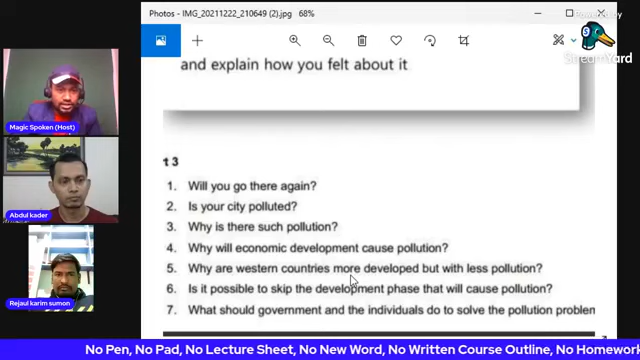 Photos - IMG_20211222_210649 (2).jpg 68%
Powered by
StreamYard
and explain how you felt about it
Magic Spoken (Host)
t 3
1. Will you go there again?
2. Is your city polluted?
3. Why is there such pollution?
4. Why will economic development cause pollution?
5. Why are western countries more developed but with less pollution?
6. Is it possible to skip the development phase that will cause pollution?
7. What should government and the individuals do to solve the pollution problen
Abdul kader
Rejaul karim sumon
No Pen, No Pad, No Lecture Sheet, No New Word, No Written Course Outline, No Homework